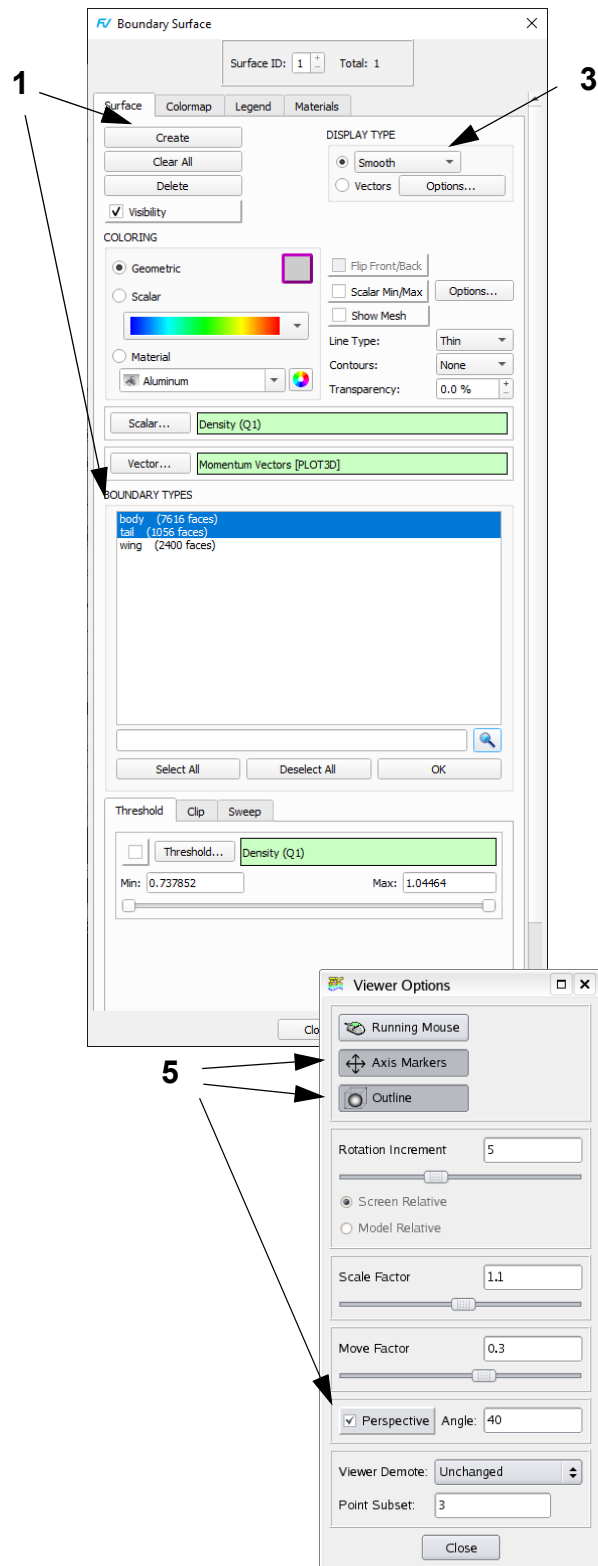 FV Boundary Surface
Surface ID: 1 Total: 1
1
3
Surface Colormap Legend Materials
Create
DISPLAY TYPE
Clear All
Smooth
Delete
Vectors Options...
Visibility
COLORING
Geometric
Flip Front/Back
Scalar
Scalar Min/Max Options...
Show Mesh
Line Type: Thin
Material
Contours: None
Aluminum
Transparency: 0.0 %
Scalar... Density (Q1)
Vector... Momentum Vectors [PLOT3D]
BOUNDARY TYPES
body (7616 faces)
tail (1056 faces)
wing (2400 faces)
Select All Deselect All OK
Threshold Clip Sweep
Threshold... Density (Q1)
Min: 0.737852 Max: 1.04464
Viewer Options
Clo
Running Mouse
5
Axis Markers
Outline
Rotation Increment 5
Screen Relative
Model Relative
Scale Factor 1.1
Move Factor 0.3
Perspective Angle: 40
Viewer Demote: Unchanged
Point Subset: 3
Close